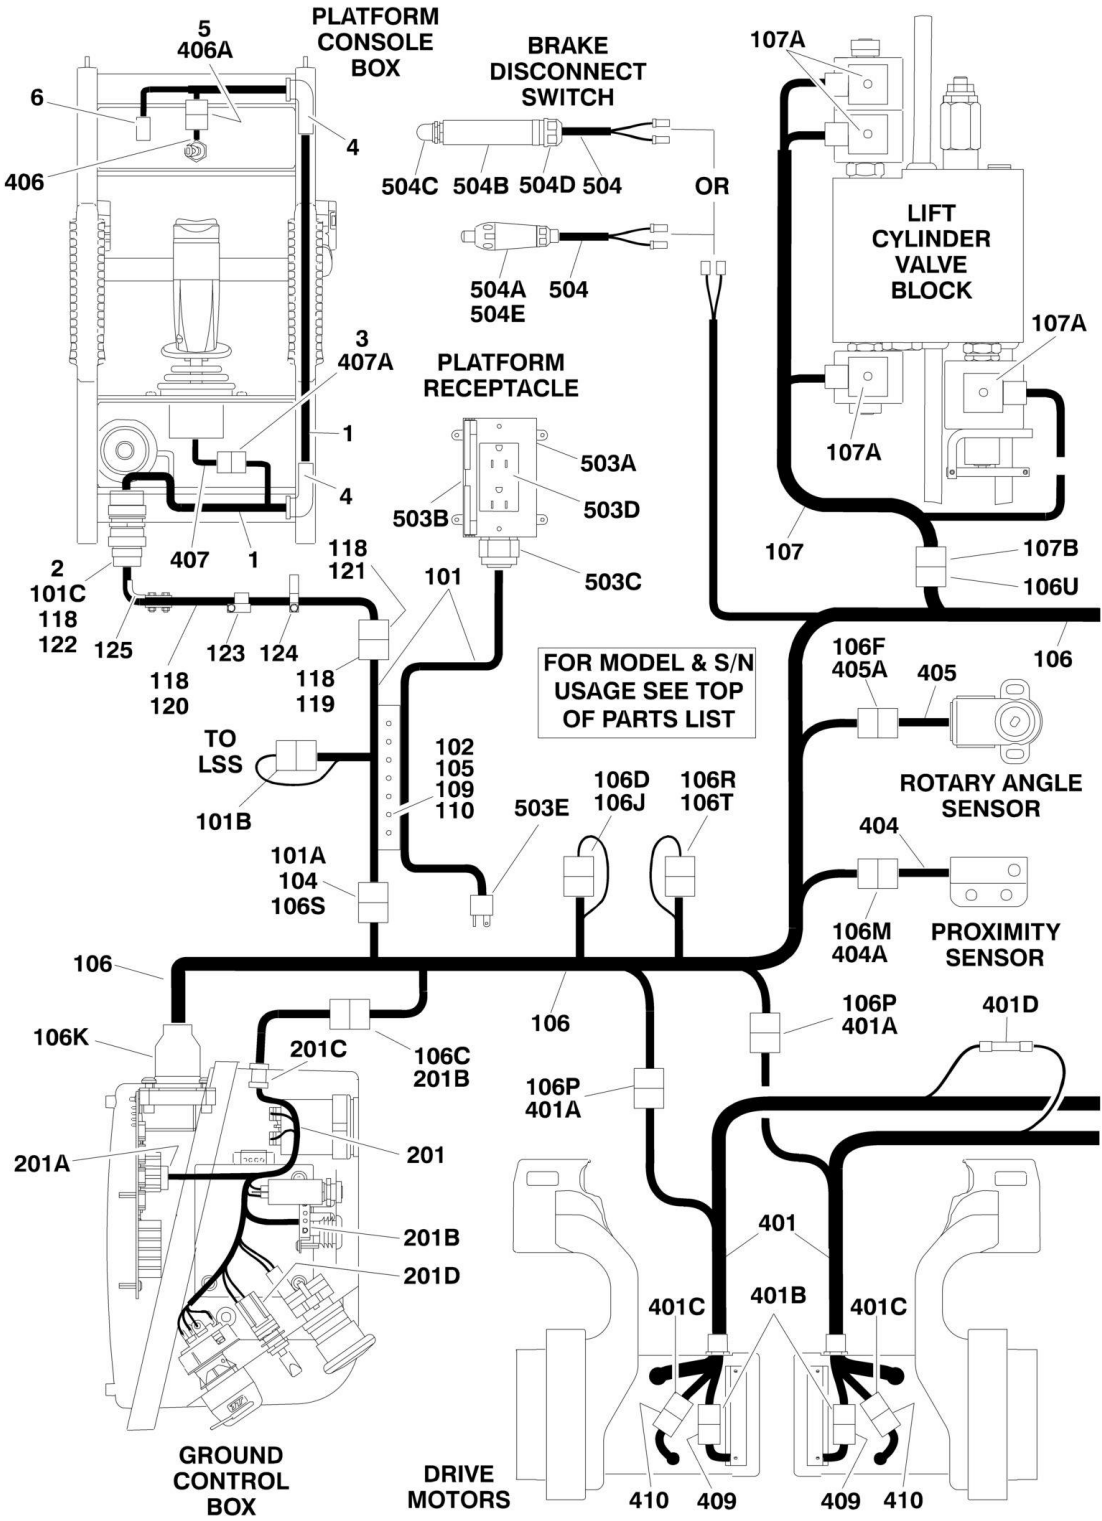 PLATFORM
CONSOLE
BOX
5
406A
6
4
406
3
407A
1
4
407
1
2
101C
118
122
125
118
120
123
124
118
121
118
119
101
TO
LSS
101B
102
105
109
110
101A
104
106S
BRAKE
DISCONNECT
SWITCH
504C
504B
504D
504
OR
504A
504E
504
PLATFORM
RECEPTACLE
503A
503B
503D
503C
503E
107A
LIFT
CYLINDER
VALVE
BLOCK
107A
107A
107
107B
106U
106
FOR MODEL & S/N
USAGE SEE TOP
OF PARTS LIST
106F
405A
405
ROTARY ANGLE
SENSOR
106D
106J
106R
106T
404
106M
404A
PROXIMITY
SENSOR
106
106
106K
201C
106C
201B
106P
401A
106P
401A
401D
201A
201
201B
201D
GROUND
CONTROL
BOX
401
401C
401B
401C
DRIVE
MOTORS
410
409
409
410